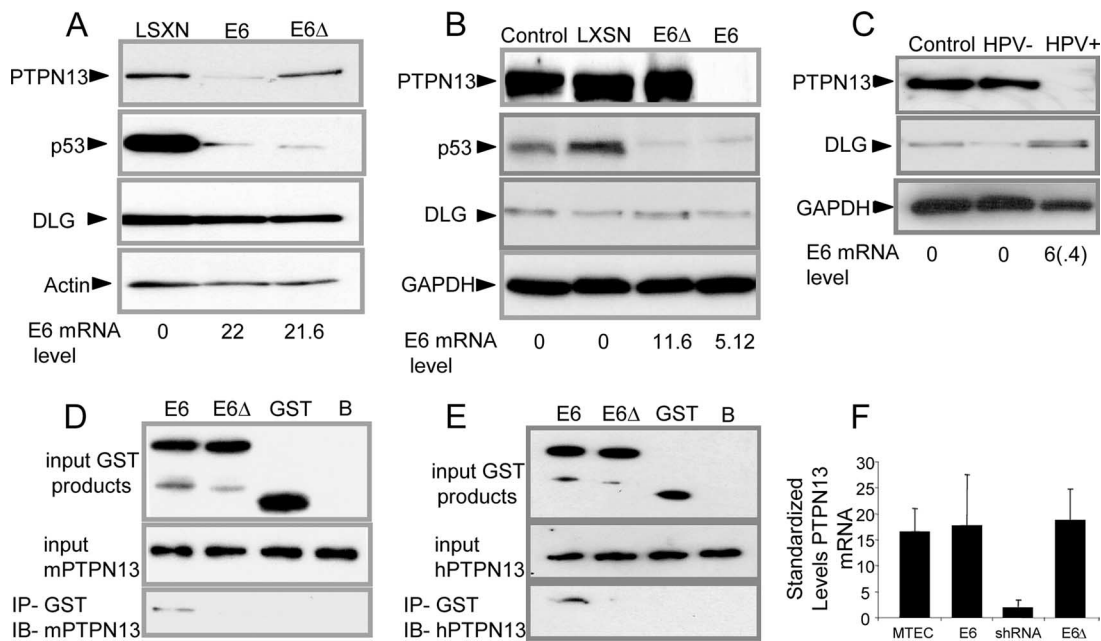 A
LSXN E6 E6Δ
PTPN13
p53
DLG
Actin
E6 mRNA level 0 22 21.6
B
Control LXSN E6Δ E6
PTPN13
p53
DLG
GAPDH
E6 mRNA level 0 0 11.6 5.12
C
Control HPV- HPV+
PTPN13
DLG
GAPDH
E6 mRNA level 0 0 6(.4)
D
E6 E6Δ GST B
input GST
products
input
mPTPN13
IP- GST
IB- mPTPN13
E
E6 E6Δ GST B
input GST
products
input
hPTPN13
IP- GST
IB- hPTPN13
F
Standardized
Levels PTPN13
mRNA
30
25
20
15
10
5
0
MTEC E6 shRNA E6Δ